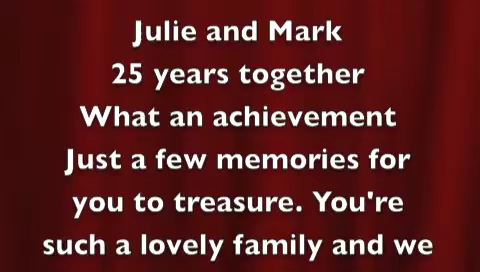 Julie and Mark
25 years together
What an achievement
Just a few memories for
you to treasure. You're
such a lovely family and we